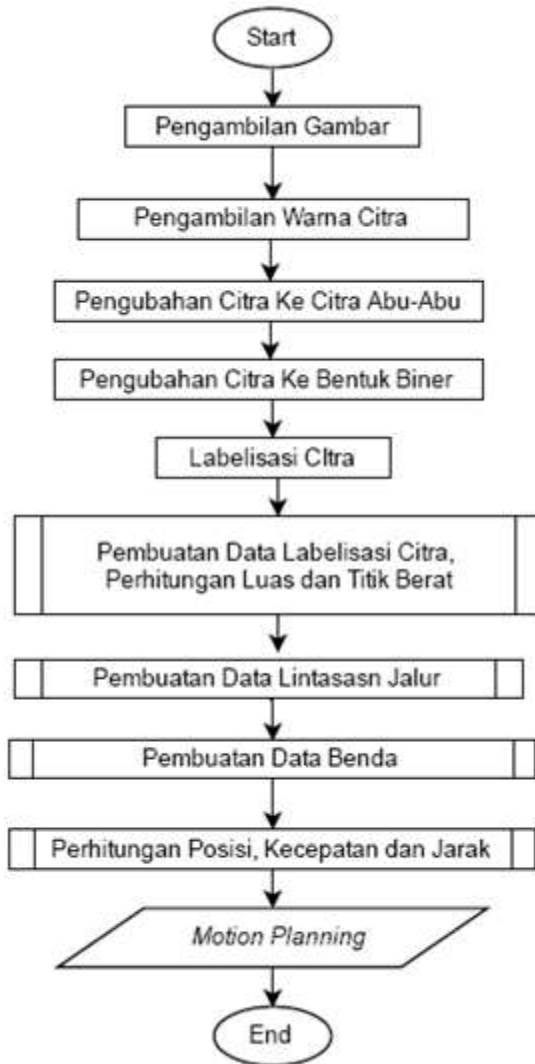 Start
Pengambilan Gambar
Pengambilan Warna Citra
Pengubahan Citra Ke Citra Abu-Abu
Pengubahan Citra Ke Bentuk Biner
Labelisasi CItra
Pembuatan Data Labelisasi Citra,
Perhitungan Luas dan Titik Berat
Pembuatan Data Lintasasn Jalur
Pembuatan Data Benda
Perhitungan Posisi, Kecepatan dan Jarak
Motion Planning
End